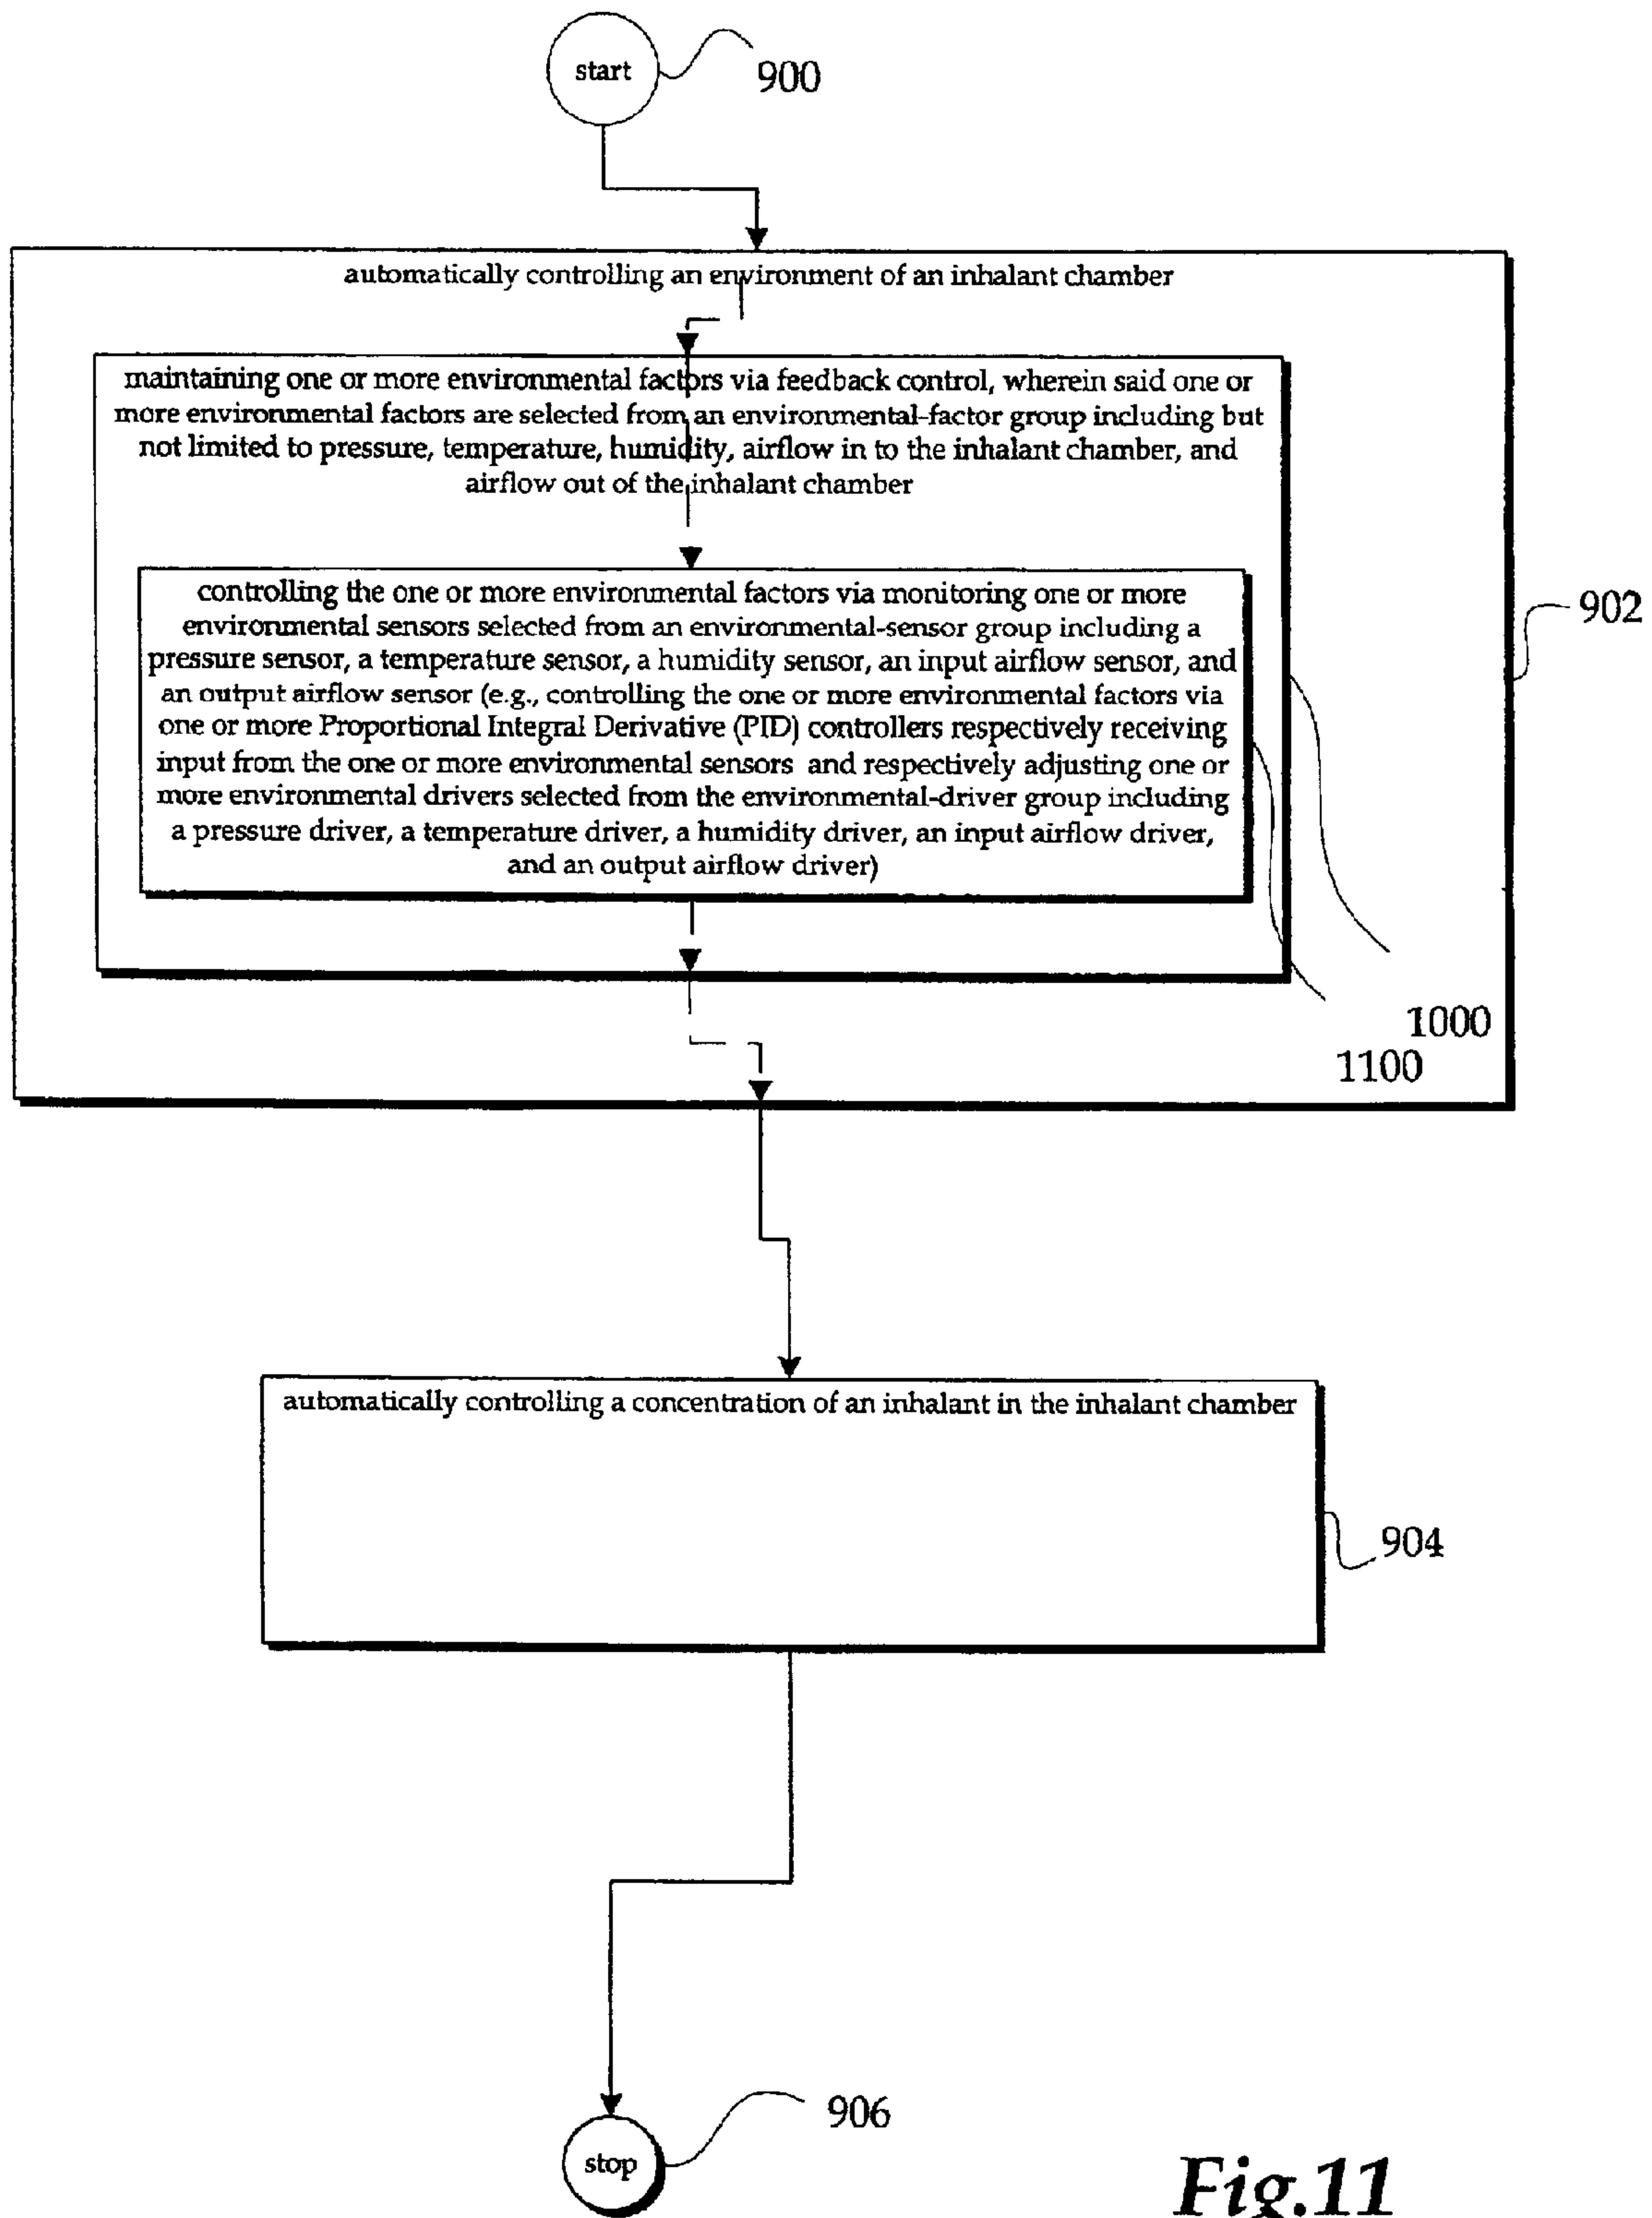 start
900
automatically controlling an environment of an inhalant chamber
maintaining one or more environmental factors via feedback control, wherein said one or
more environmental factors are selected from an environmental-factor group including but
not limited to pressure, temperature, humidity, airflow in to the inhalant chamber, and
airflow out of the inhalant chamber
controlling the one or more environmental factors via monitoring one or more
environmental sensors selected from an environmental-sensor group including a
pressure sensor, a temperature sensor, a humidity sensor, an input airflow sensor, and
an output airflow sensor (e.g., controlling the one or more environmental factors via
one or more Proportional Integral Derivative (PID) controllers respectively receiving
input from the one or more environmental sensors and respectively adjusting one or
more environmental drivers selected from the environmental-driver group including
a pressure driver, a temperature driver, a humidity driver, an input airflow driver,
and an output airflow driver)
902
1000
1100
automatically controlling a concentration of an inhalant in the inhalant chamber
904
906
stop
Fig.11